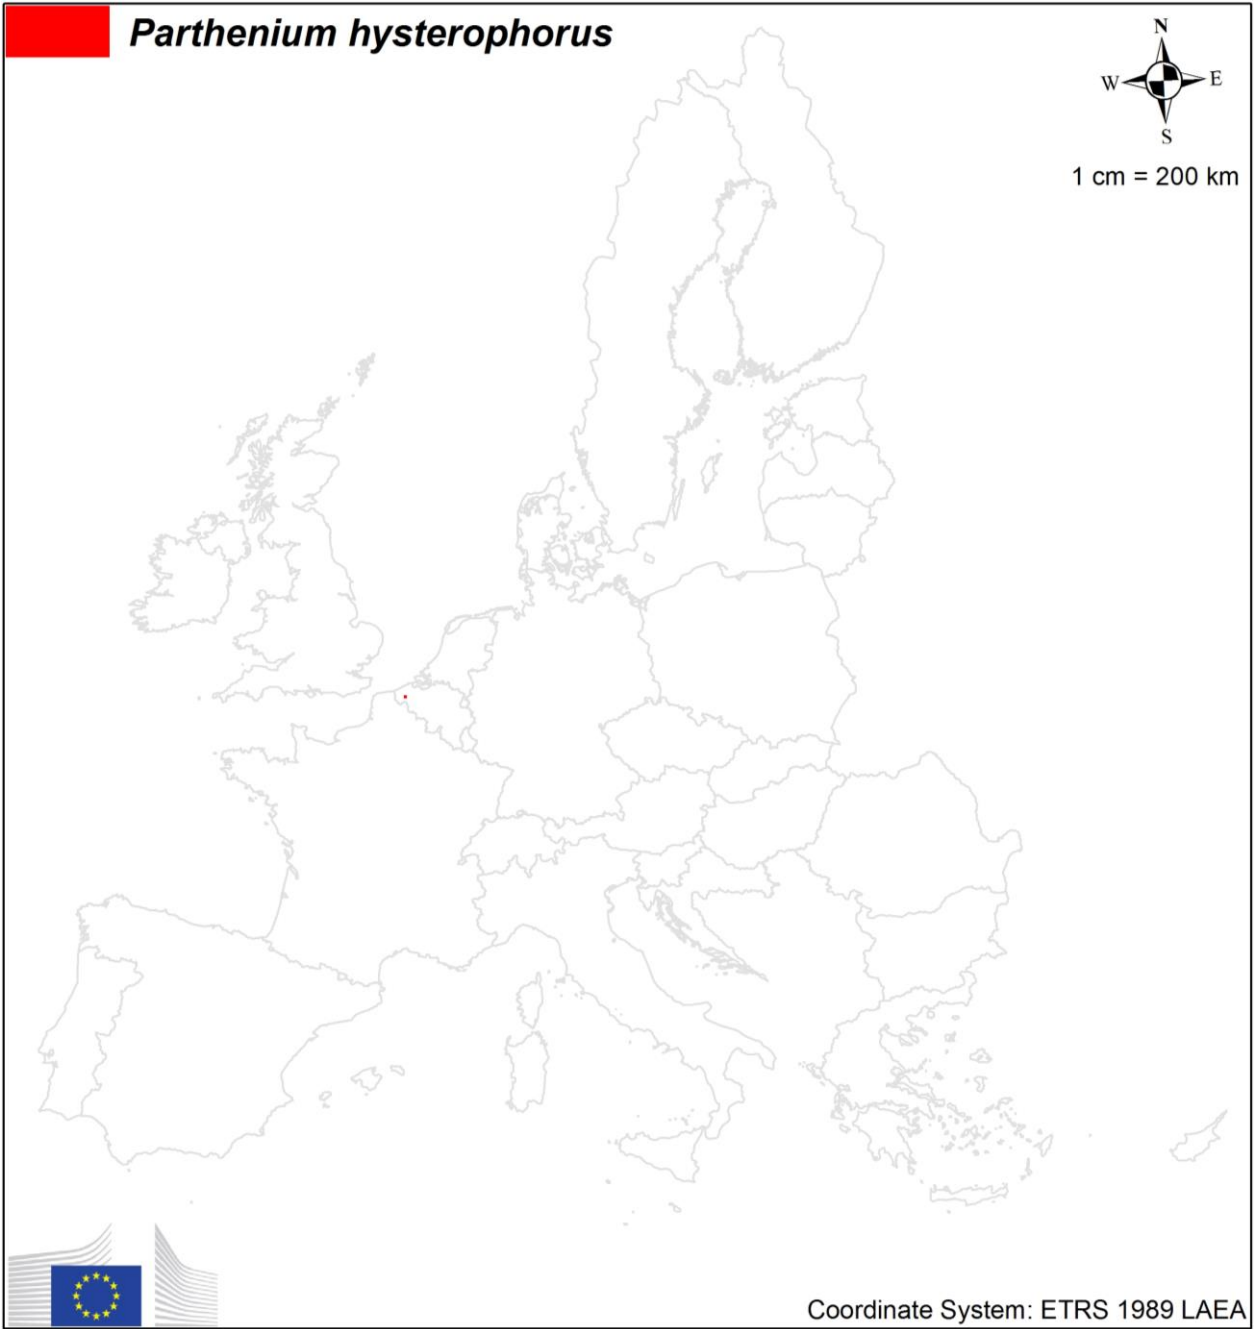 Parthenium hysterophorus
N
W E
S
1 cm = 200 km
Coordinate System: ETRS 1989 LAEA